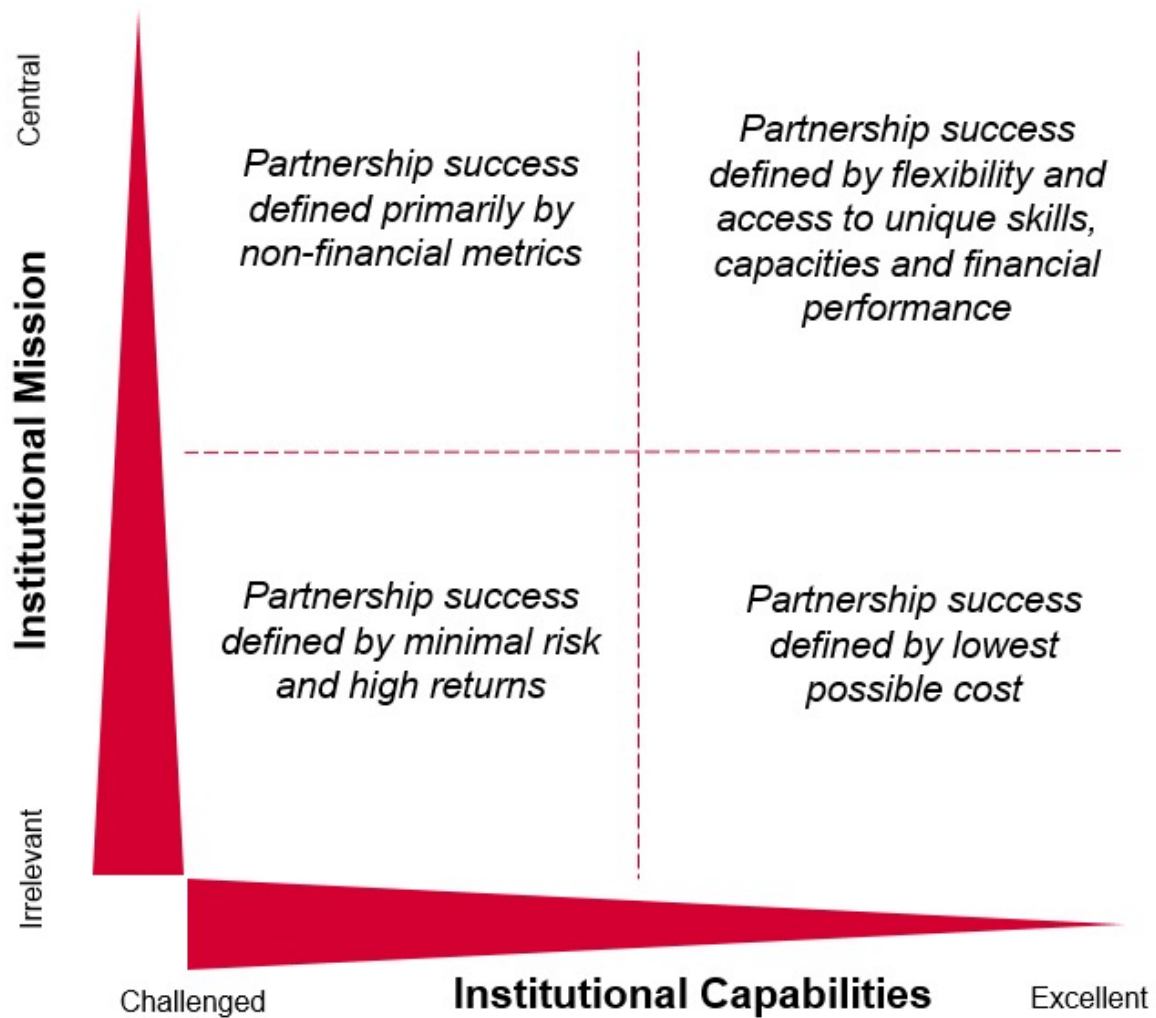 Central
Institutional Mission
Irrelevant
Partnership success
defined primarily by
non-financial metrics
Partnership success
defined by flexibility and
access to unique skills,
capacities and financial
performance
Partnership success
defined by minimal risk
and high returns
Partnership success
defined by lowest
possible cost
Challenged
Institutional Capabilities
Excellent